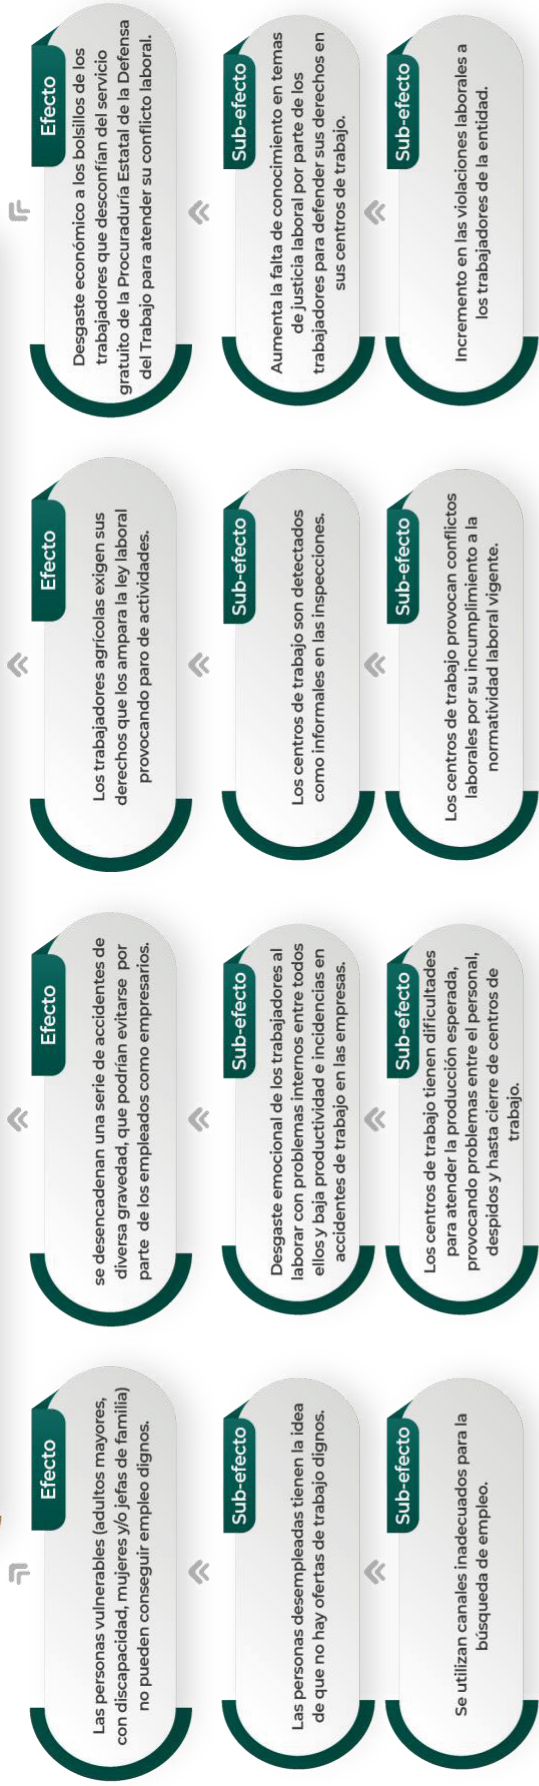 Efecto
Las personas vulnerables (adultos mayores,
con discapacidad, mujeres y/o jefas de familia)
no pueden conseguir empleo dignos.
Efecto
se desencadenan una serie de accidentes de
diversa gravedad, que podrían evitarse por
parte de los empleados como empresarios.
Efecto
Los trabajadores agrícolas exigen sus
derechos que los ampara la ley laboral
provocando paro de actividades.
Efecto
Desgaste económico a los bolsillos de los
trabajadores que desconfían del servicio
gratuito de la Procuraduría Estatal de la Defensa
del Trabajo para atender su conflicto laboral.
Sub-efecto
Las personas desempleadas tienen la idea
de que no hay ofertas de trabajo dignos.
Sub-efecto
Desgaste emocional de los trabajadores al
laborar con problemas internos entre todos
ellos y baja productividad e incidencias en
accidentes de trabajo en las empresas.
Sub-efecto
Los centros de trabajo son detectados
como informales en las inspecciones.
Sub-efecto
Aumenta la falta de conocimiento en temas
de justicia laboral por parte de los
trabajadores para defender sus derechos en
sus centros de trabajo.
Sub-efecto
Se utilizan canales inadecuados para la
búsqueda de empleo.
Sub-efecto
Los centros de trabajo tienen dificultades
para atender la producción esperada,
provocando problemas entre el personal,
despidos y hasta cierre de centros de
trabajo.
Sub-efecto
Los centros de trabajo provocan conflictos
laborales por su incumplimiento a la
normatividad laboral vigente.
Sub-efecto
Incremento en las violaciones laborales a
los trabajadores de la entidad.